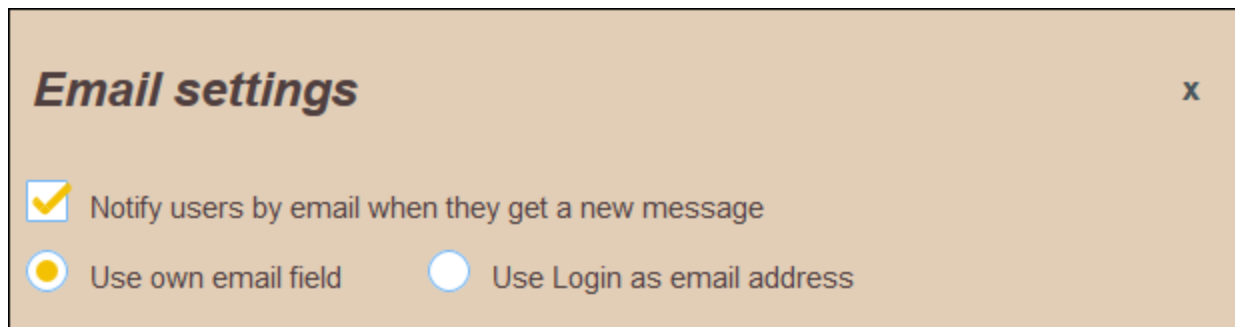 Email settings x
Notify users by email when they get a new message
Use own email field Use Login as email address